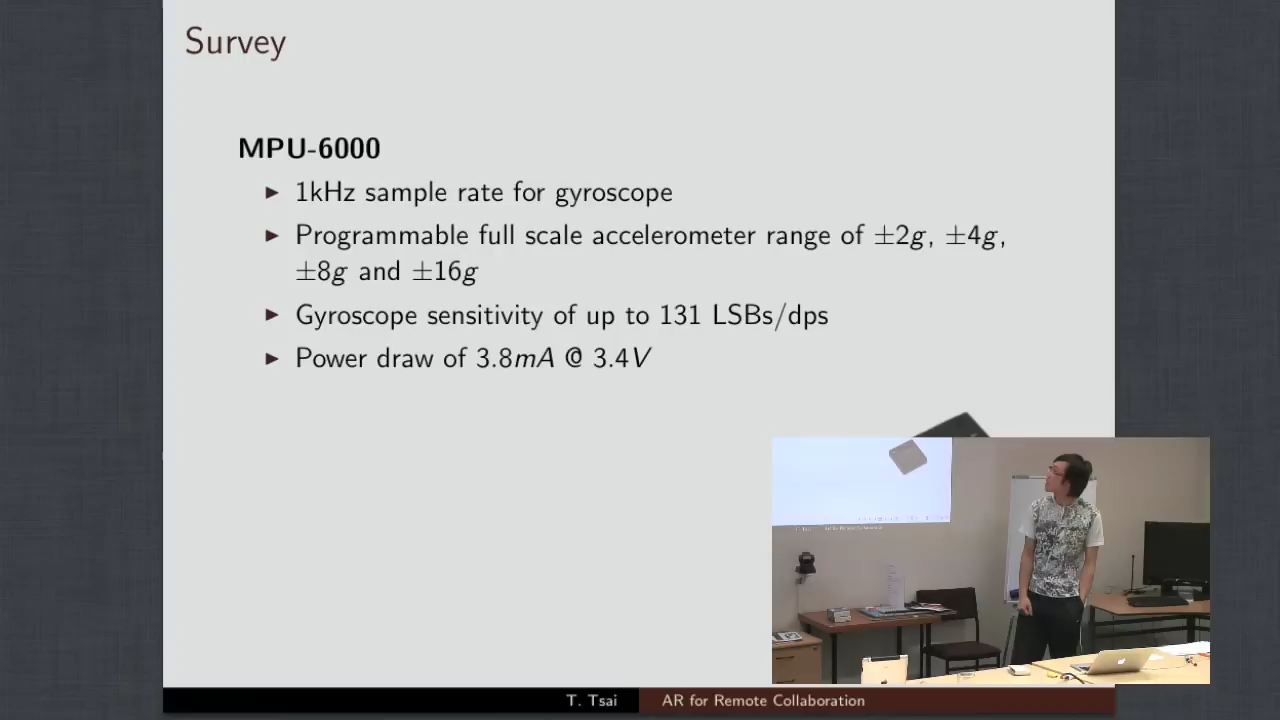 Survey
MPU-6000
1kHz sample rate for gyroscope
Programmable full scale accelerometer range of ±2g, ±4g,
±8g and ±16g
Gyroscope sensitivity of up to 131 LSBs/dps
Power draw of 3.8mA @ 3.4V
T. Tsai AR for Remote Collaboration